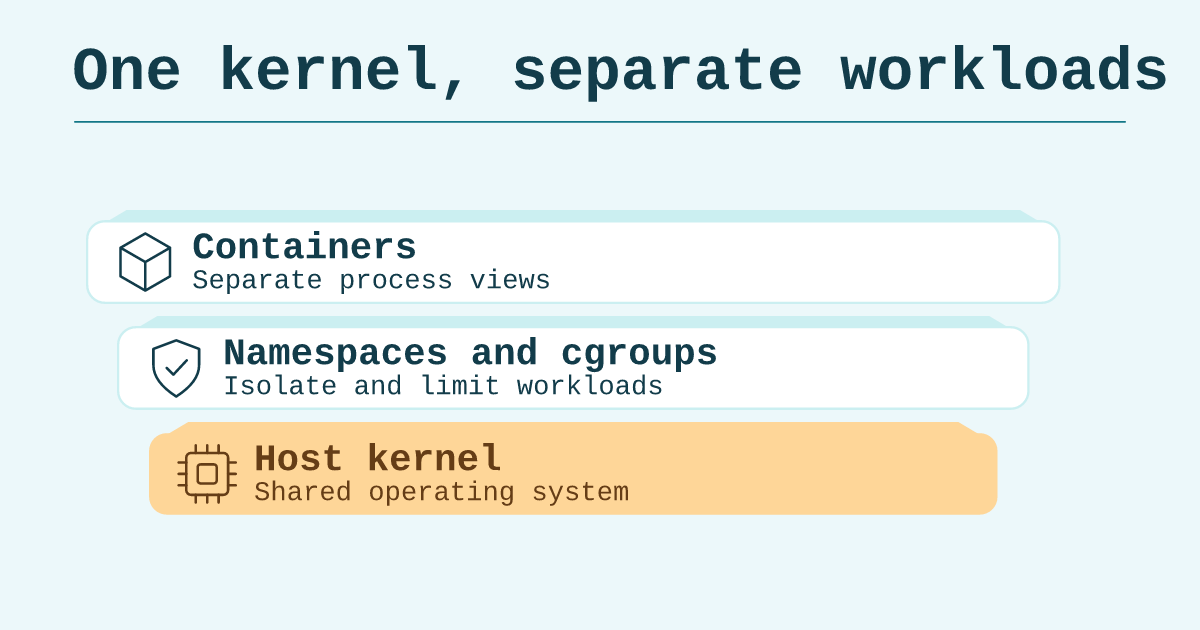 One kernel, separate workloads
Containers
Separate process views
Namespaces and cgroups
Isolate and limit workloads
Host kernel
Shared operating system